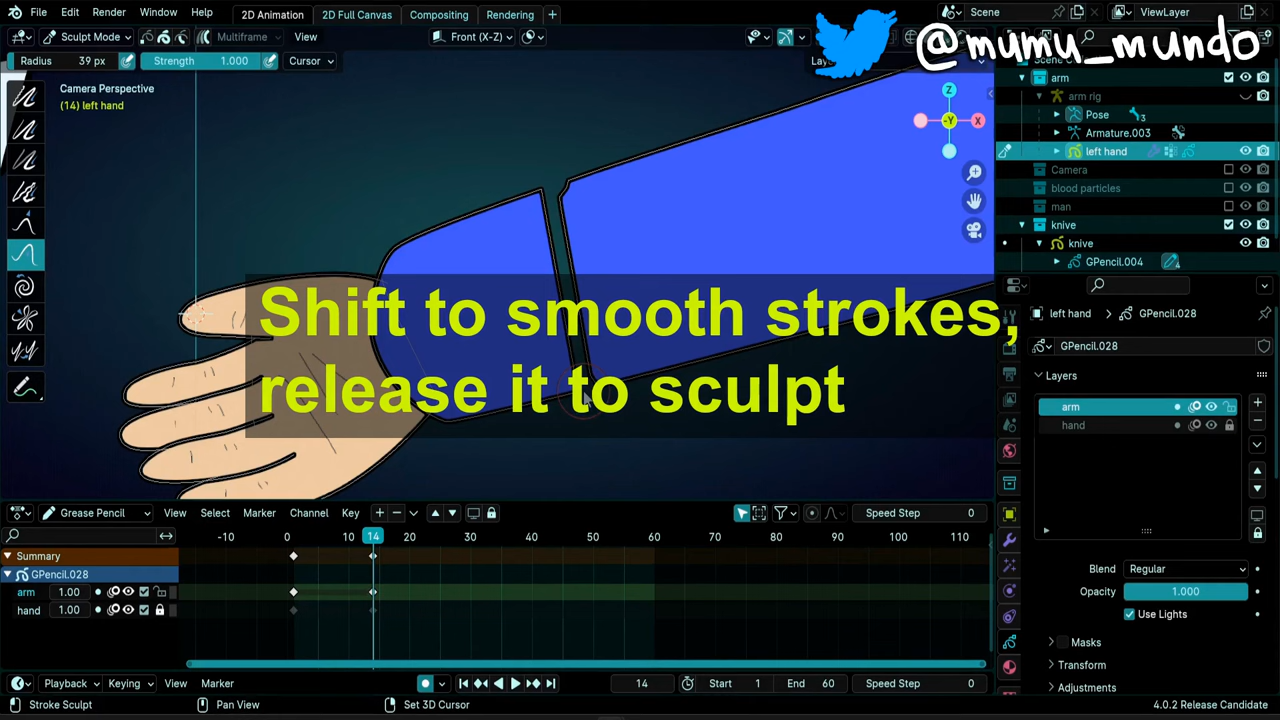 File Edit Render Window Help 2D Animation 2D Full Canvas Compositing Rendering + Scene ViewLayer
@mumu_mundo
Sculpt Mode Multiframe View Front (X-Z)
Radius 39 px Strength 1.000 Cursor
Camera Perspective
(14) left hand
Z
-Y X
arm
arm rig
Pose 3
Armature.003
left hand
Camera
blood particles
man
knive
knive
GPencil.004 4
Shift to smooth strokes,
release it to sculpt
left hand > GPencil.028
GPencil.028
Layers
arm
hand
Blend Regular
Opacity 1.000
Use Lights
Masks
Transform
Adjustments
Grease Pencil View Select Marker Channel Key Speed Step 0
-10 0 10 14 20 30 40 50 60 70 80 90 100 110
Summary
GPencil.028
arm 1.00
hand 1.00
Playback Keying View Marker 14 Start 1 End 60 Speed Step 0
Stroke Sculpt Pan View Set 3D Cursor 4.0.2 Release Candidate